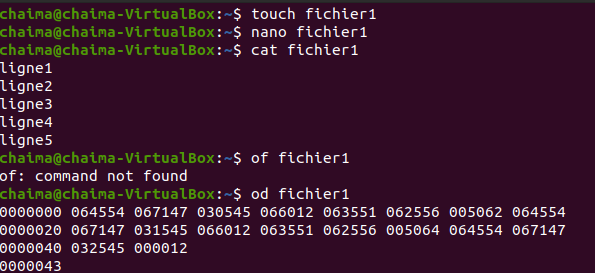 chaima@chaima-VirtualBox:~$ touch fichier1
chaima@chaima-VirtualBox:~$ nano fichier1
chaima@chaima-VirtualBox:~$ cat fichier1
ligne1
ligne2
ligne3
ligne4
ligne5
chaima@chaima-VirtualBox:~$ of fichier1
of: command not found
chaima@chaima-VirtualBox:~$ od fichier1
0000000 064554 067147 030545 066012 063551 062556 005062 064554
0000020 067147 031545 066012 063551 062556 005064 064554 067147
0000040 032545 000012
0000043